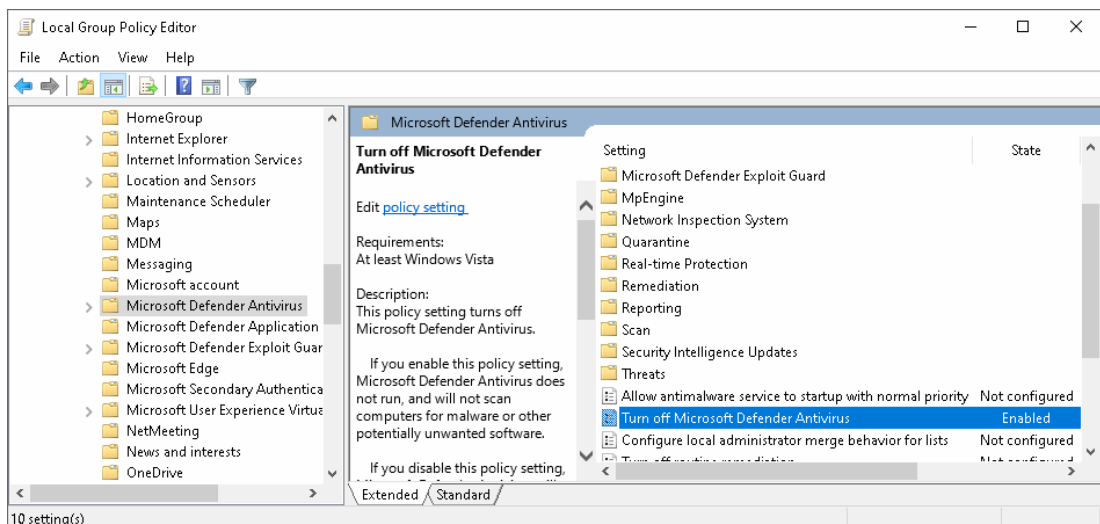 Local Group Policy Editor
File Action View Help
HomeGroup
Internet Explorer
Internet Information Services
Location and Sensors
Maintenance Scheduler
Maps
MDM
Messaging
Microsoft account
Microsoft Defender Antivirus
Microsoft Defender Application
Microsoft Defender Exploit Guar
Microsoft Edge
Microsoft Secondary Authentica
Microsoft User Experience Virtua
NetMeeting
News and interests
OneDrive
Microsoft Defender Antivirus
Turn off Microsoft Defender
Antivirus
Edit policy setting
Requirements:
At least Windows Vista
Description:
This policy setting turns off
Microsoft Defender Antivirus.
If you enable this policy setting,
Microsoft Defender Antivirus does
not run, and will not scan
computers for malware or other
potentially unwanted software.
If you disable this policy setting,
Setting State
Microsoft Defender Exploit Guard
MpEngine
Network Inspection System
Quarantine
Real-time Protection
Remediation
Reporting
Scan
Security Intelligence Updates
Threats
Allow antimalware service to startup with normal priority Not configured
Turn off Microsoft Defender Antivirus Enabled
Configure local administrator merge behavior for lists Not configured
Turn off routine remediation Not configured
Extended Standard
10 setting(s)